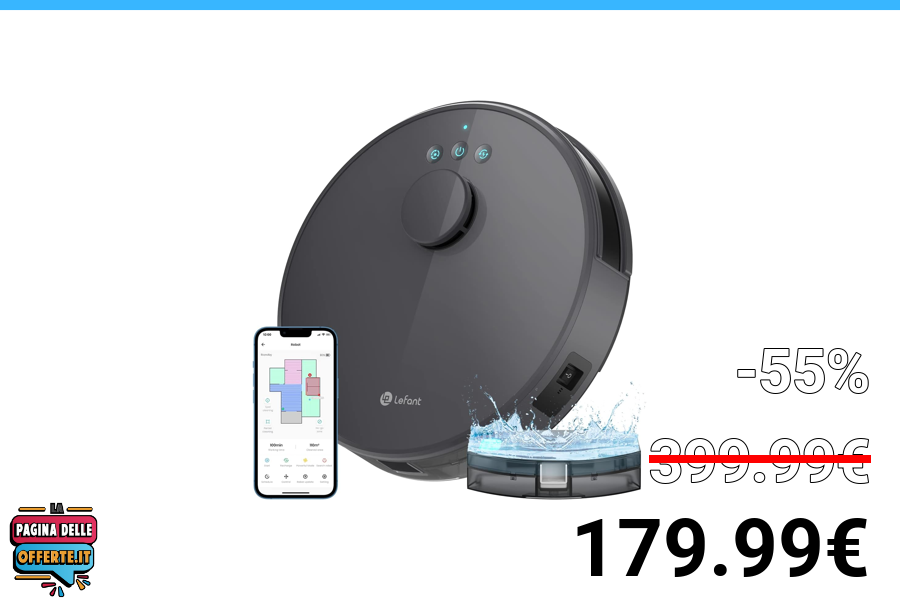 Lefant
-55%
399.99€
179.99€
LA
PAGINA DELLE
OFFERTE.IT